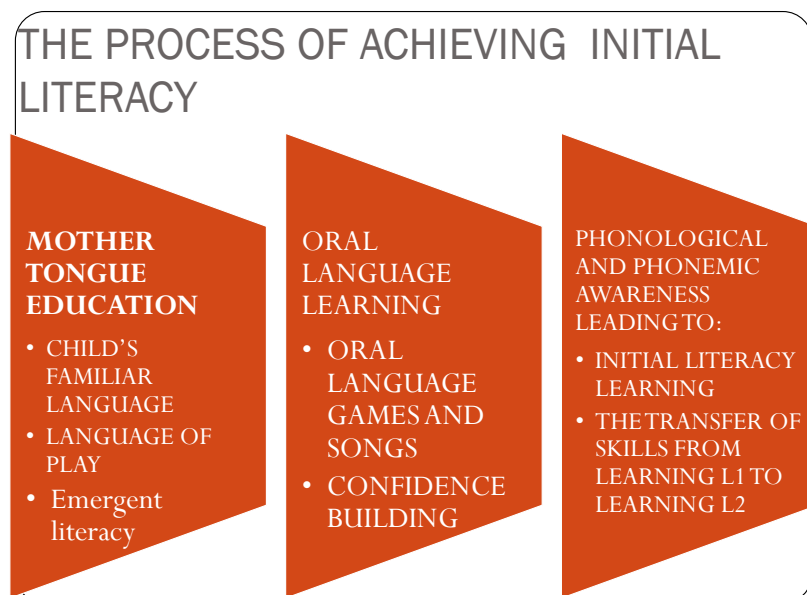 THE PROCESS OF ACHIEVING INITIAL
LITERACY
MOTHER
TONGUE
EDUCATION
• CHILD'S
FAMILIAR
LANGUAGE
• LANGUAGE OF
PLAY
• Emergent
literacy
ORAL
LANGUAGE
LEARNING
• ORAL
LANGUAGE
GAMES AND
SONGS
• CONFIDENCE
BUILDING
PHONOLOGICAL
AND PHONEMIC
AWARENESS
LEADING TO:
• INITIAL LITERACY
LEARNING
• THE TRANSFER OF
SKILLS FROM
LEARNING L1 TO
LEARNING L2